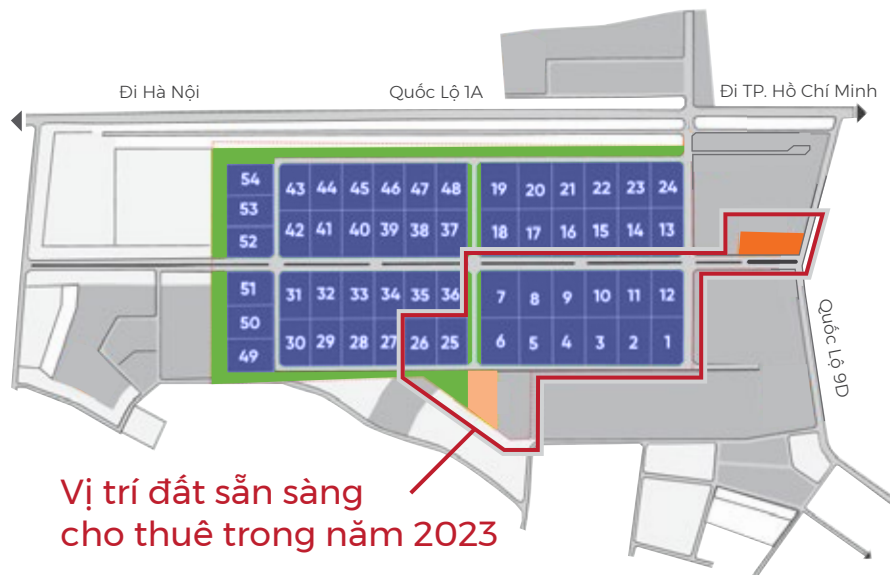 Đi Hà Nội
Quốc Lộ 1A
Đi TP. Hồ Chí Minh
54
43 44 45 46 47 48
19 20 21 22 23 24
53
52
42 41 40 39 38 37
18 17 16 15 14 13
51
31 32 33 34 35 36
7 8 9 10 11 12
50
30 29 28 27 26 25
6 5 4 3 2 1
49
Quốc Lộ 9D
Vị trí đất sẵn sàng
cho thuê trong năm 2023